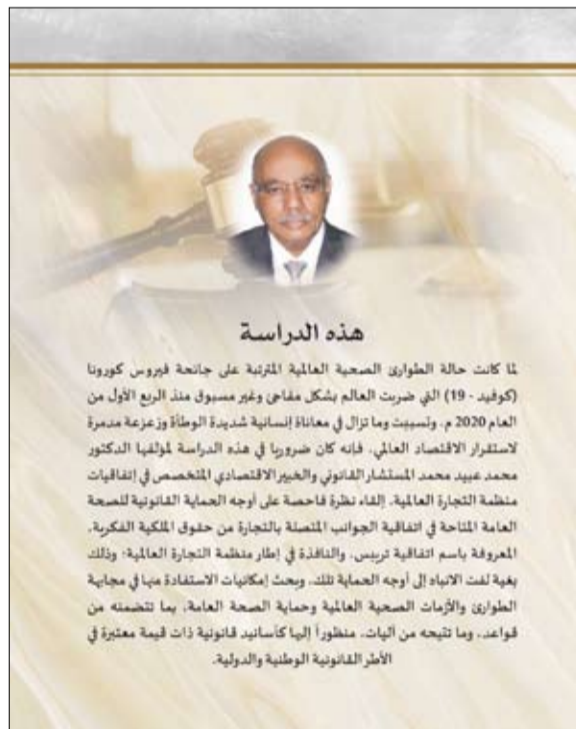 هذه الدراسة
لما كانت حالة الطوارئ الصحية العالمية المترتبة على جائحة فيروس كورونا
(كوفيد - 19) التي ضربت العالم بشكل مفاجئ وغير مسبوق منذ الربع الأول من
العام 2020 م، وتسببت وما تزال في معاناة إنسانية شديدة الوطأة وزعزعة مدمرة
لاستقرار الاقتصاد العالمي، فإنه كان ضروريا في هذه الدراسة لمؤلفها الدكتور
محمد عبيد محمد المستشار القانوني والخبير الاقتصادي المتخصص في إتفاقيات
منظمة التجارة العالمية، إلقاء نظرة فاحصة على أوجه الحماية القانونية للصحة
العامة المتاحة في اتفاقية الجوانب المتصلة بالتجارة من حقوق الملكية الفكرية،
المعروفة باسم اتفاقية تريبس، والنافذة في إطار منظمة التجارة العالمية؛ وذلك
بغية لفت الانتباه إلى أوجه الحماية تلك، وبحث إمكانيات الاستفادة منها في مجابهة
الطوارئ والأزمات الصحية العالمية وحماية الصحة العامة، بما تتضمنه من
قواعد، وما تتيحه من آليات، منظوراً إليها كأسانيد قانونية ذات قيمة معتبرة في
الأطر القانونية الوطنية والدولية.